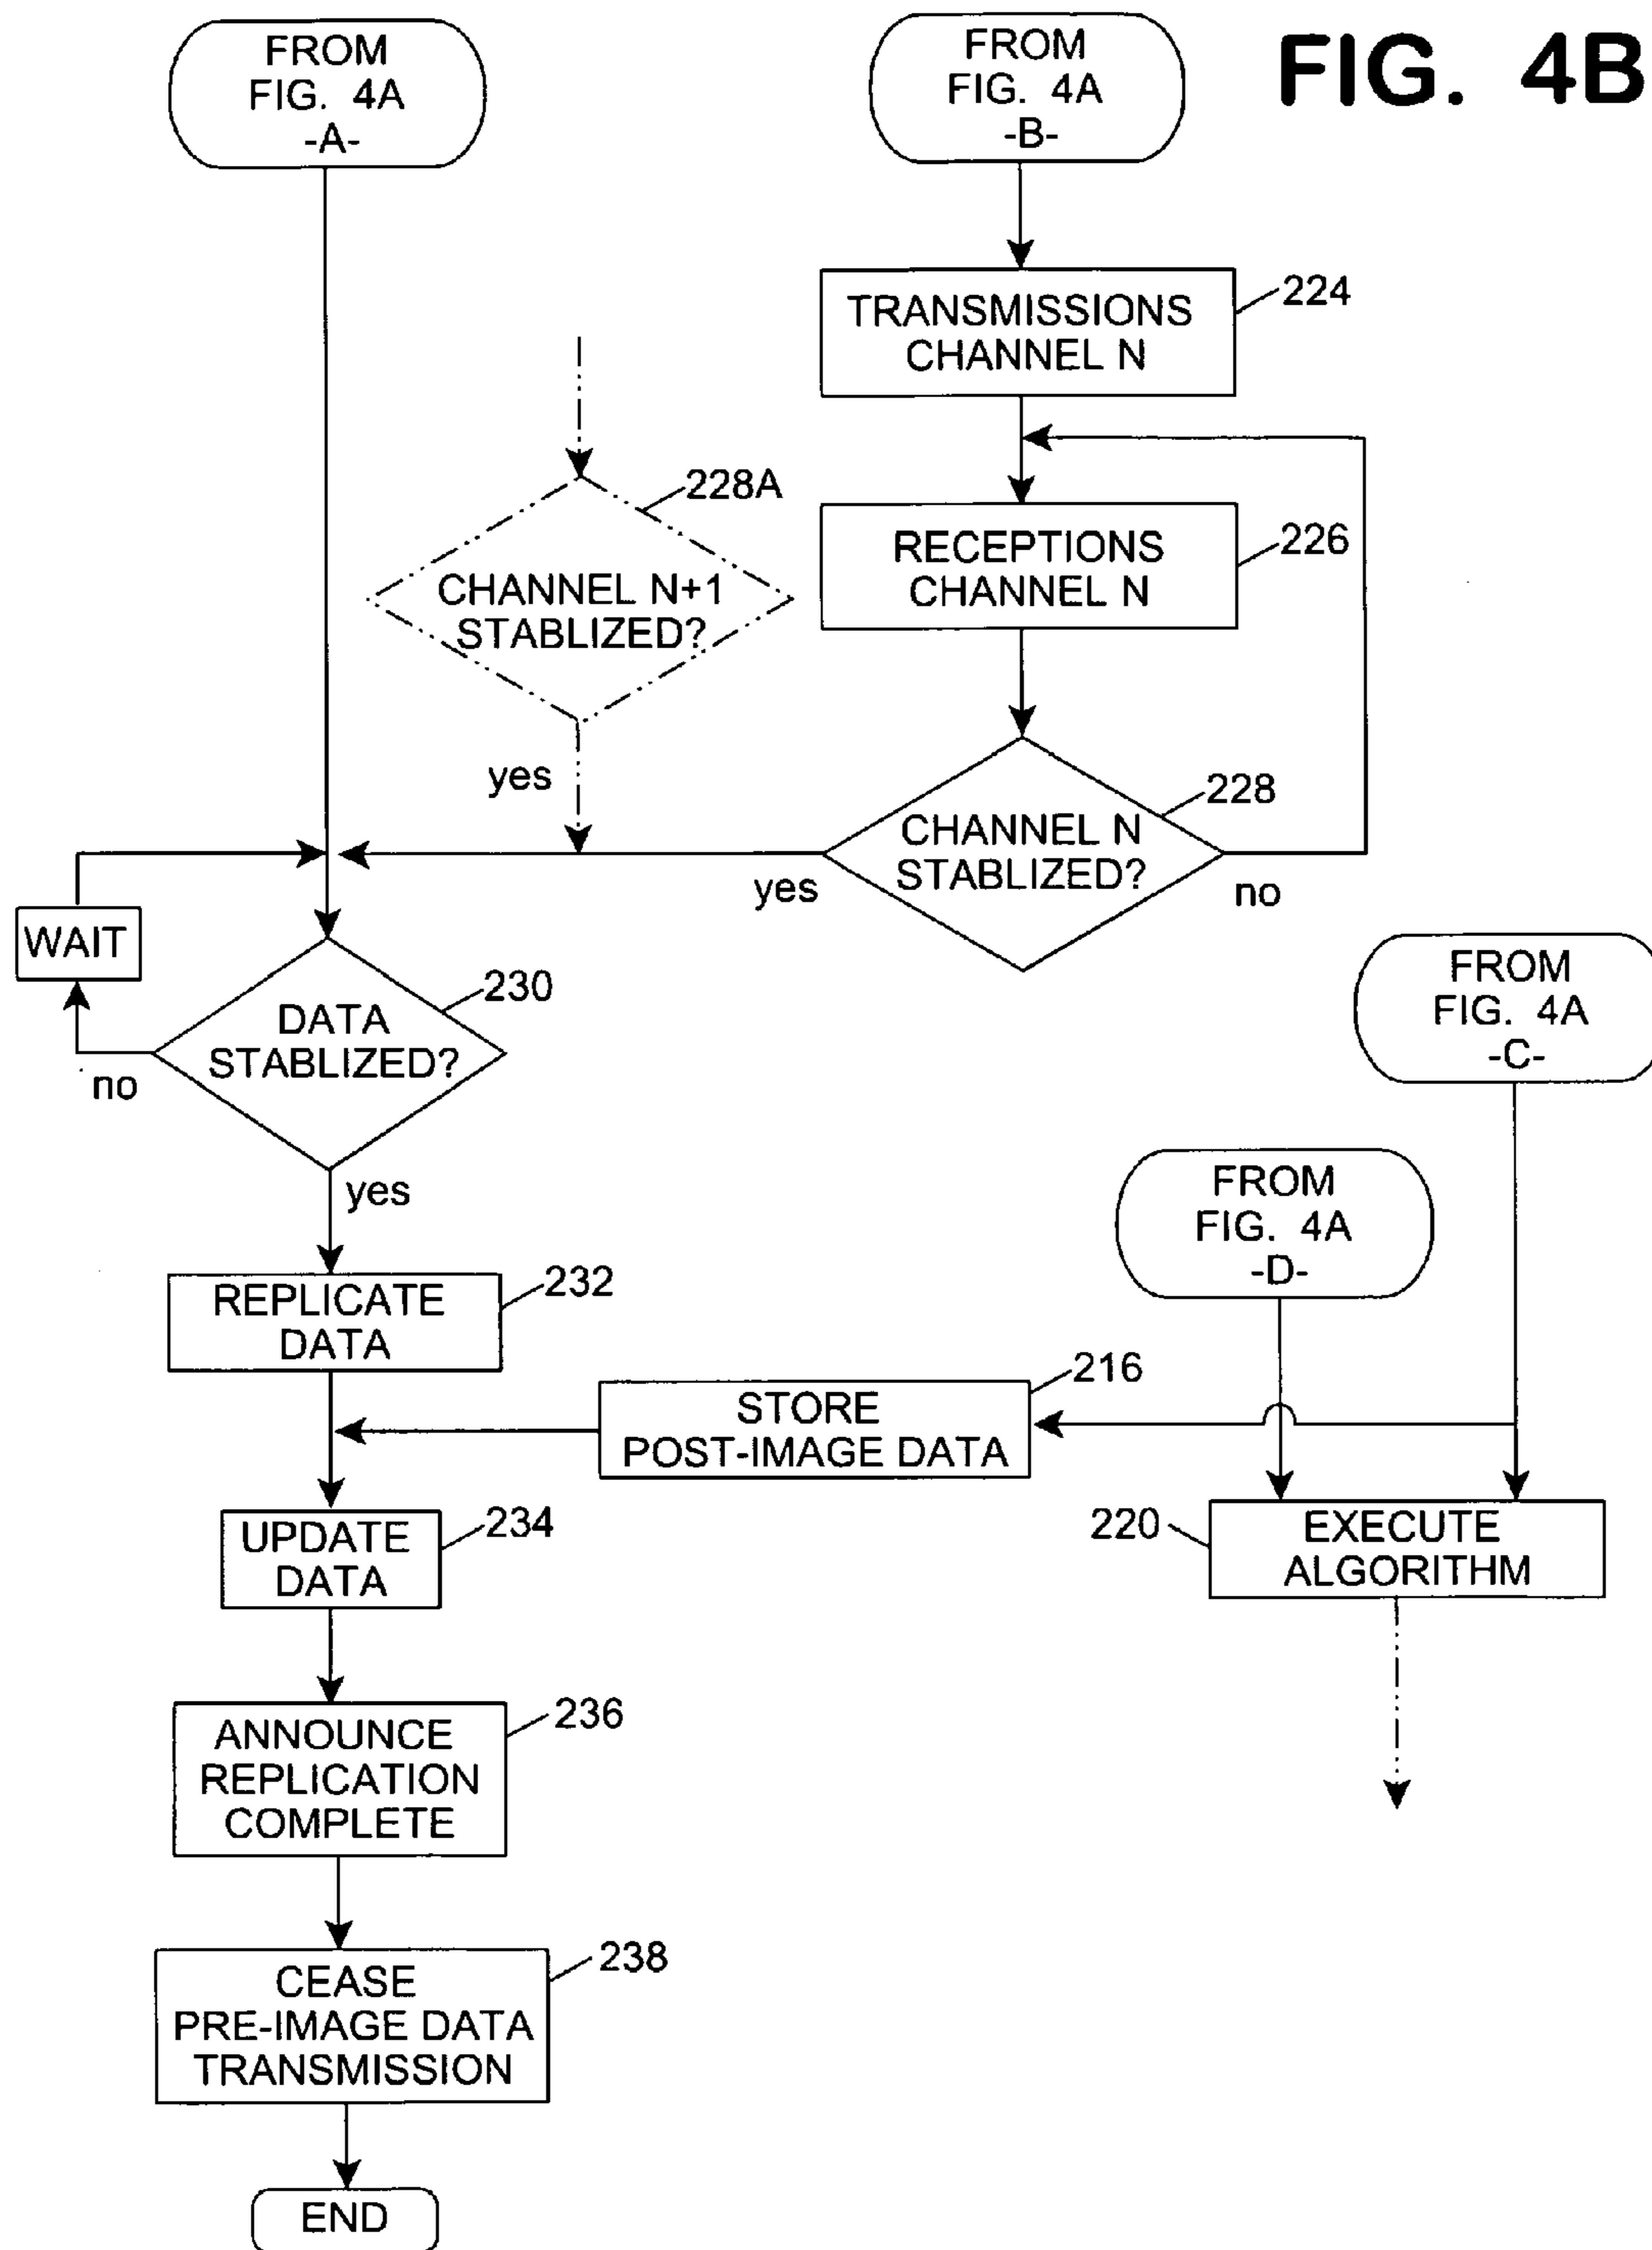 FIG. 4B
FROM
FIG. 4A
-A-
FROM
FIG. 4A
-B-
TRANSMISSIONS
CHANNEL N
224
RECEPTIONS
CHANNEL N
226
228A
CHANNEL N+1
STABLIZED?
yes
CHANNEL N
STABLIZED?
228
yes
no
WAIT
DATA
STABLIZED?
230
no
yes
FROM
FIG. 4A
-C-
FROM
FIG. 4A
-D-
REPLICATE
DATA
232
STORE
POST-IMAGE DATA
216
UPDATE
DATA
234
220
EXECUTE
ALGORITHM
ANNOUNCE
REPLICATION
COMPLETE
236
CEASE
PRE-IMAGE DATA
TRANSMISSION
238
END